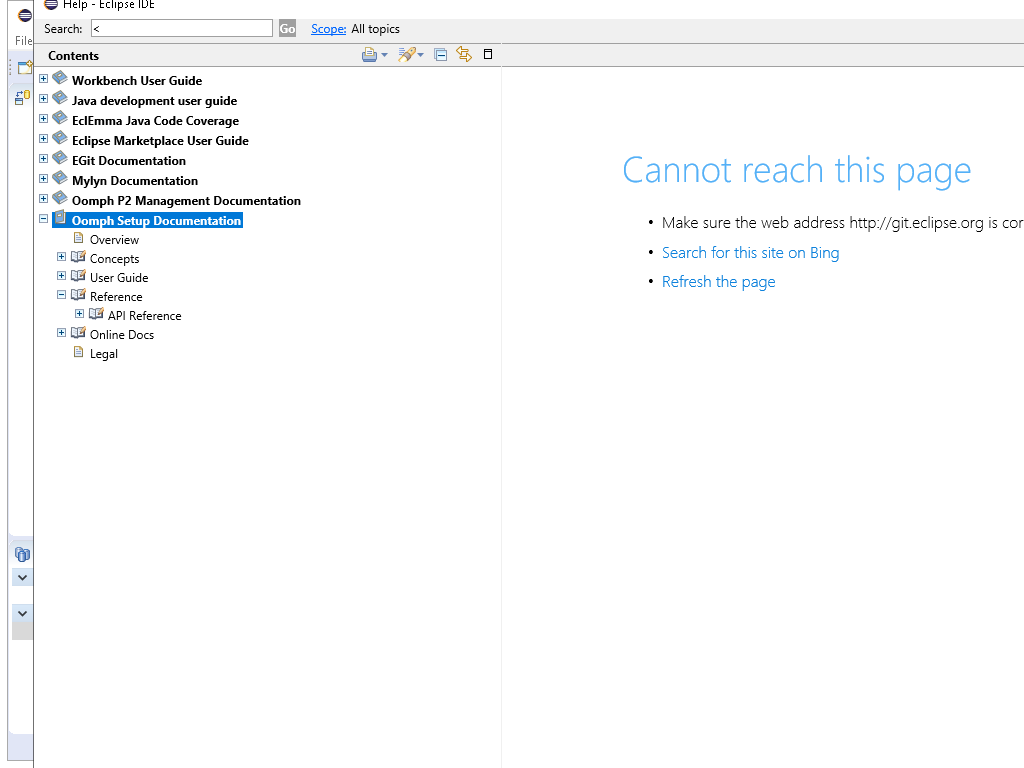 Help - Eclipse IDE
File
Search: < Go Scope: All topics
Contents
Workbench User Guide
Java development user guide
EclEmma Java Code Coverage
Eclipse Marketplace User Guide
EGit Documentation
Mylyn Documentation
Oomph P2 Management Documentation
Oomph Setup Documentation
Overview
Concepts
User Guide
Reference
API Reference
Online Docs
Legal
Cannot reach this page
• Make sure the web address http://git.eclipse.org is cor
• Search for this site on Bing
• Refresh the page